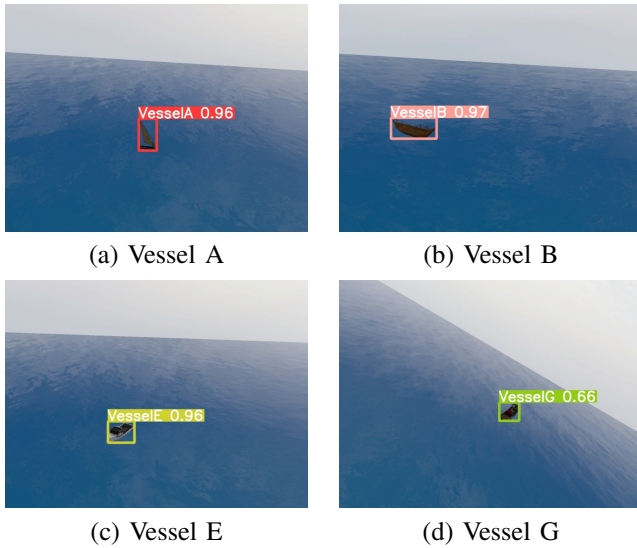 VesselA 0.96
VesselB 0.97
(a) Vessel A
(b) Vessel B
VesselE 0.96
VesselG 0.66
(c) Vessel E
(d) Vessel G